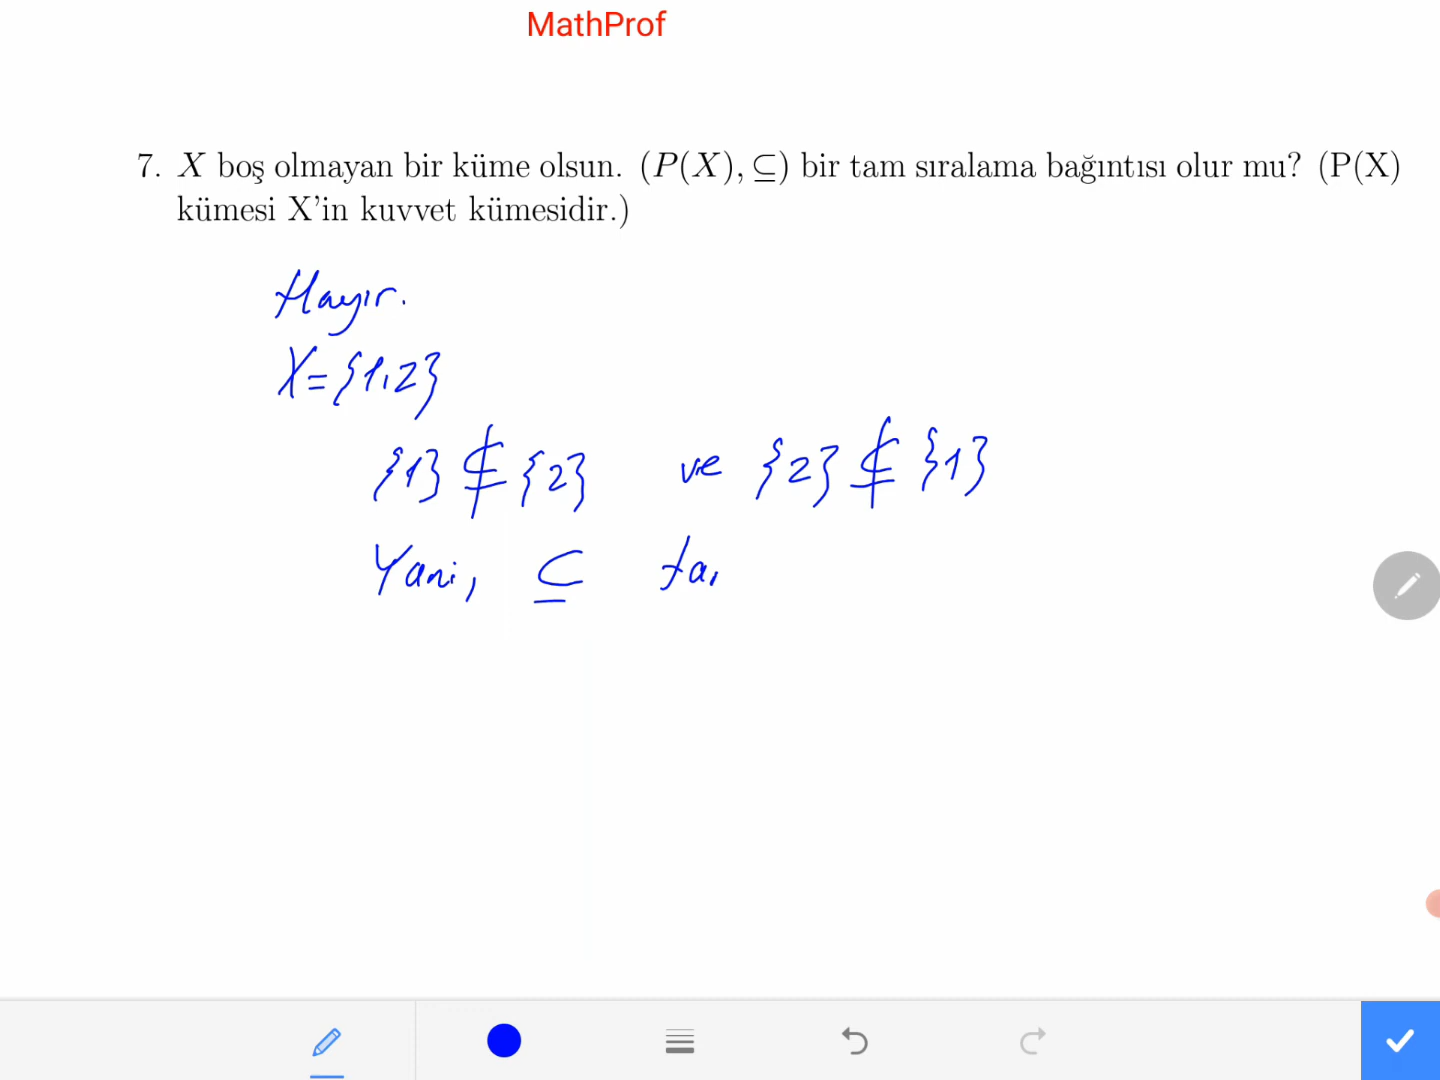 MathProf
7. X boş olmayan bir küme olsun. (P(X), ⊆) bir tam sıralama bağıntısı olur mu? (P(X)
kümesi X'in kuvvet kümesidir.)
Hayır.
X = {1,2}
{1} ⊈ {2} ve {2} ⊈ {1}
Yani, ⊆ ta